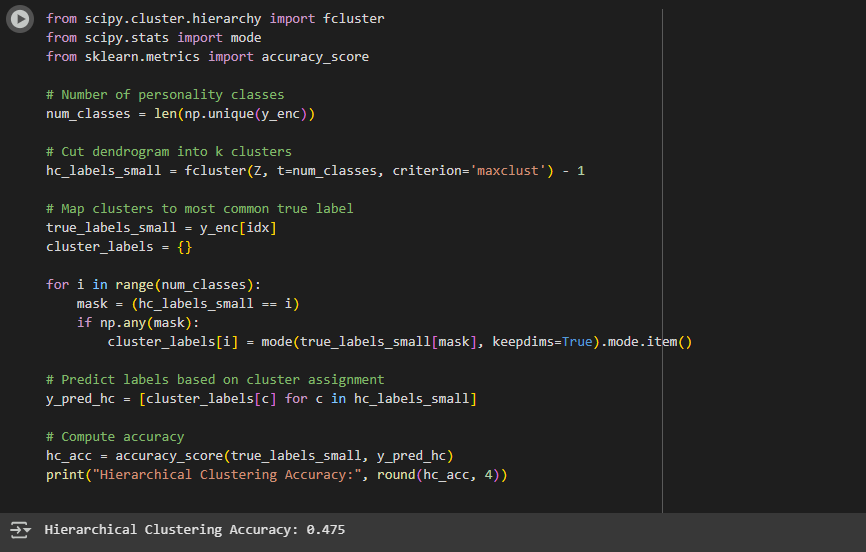 from scipy.cluster.hierarchy import fcluster
from scipy.stats import mode
from sklearn.metrics import accuracy_score

# Number of personality classes
num_classes = len(np.unique(y_enc))

# Cut dendrogram into k clusters
hc_labels_small = fcluster(Z, t=num_classes, criterion='maxclust') - 1

# Map clusters to most common true label
true_labels_small = y_enc[idx]
cluster_labels = {}

for i in range(num_classes):
    mask = (hc_labels_small == i)
    if np.any(mask):
        cluster_labels[i] = mode(true_labels_small[mask], keepdims=True).mode.item()

# Predict labels based on cluster assignment
y_pred_hc = [cluster_labels[c] for c in hc_labels_small]

# Compute accuracy
hc_acc = accuracy_score(true_labels_small, y_pred_hc)
print("Hierarchical Clustering Accuracy:", round(hc_acc, 4))

Hierarchical Clustering Accuracy: 0.475